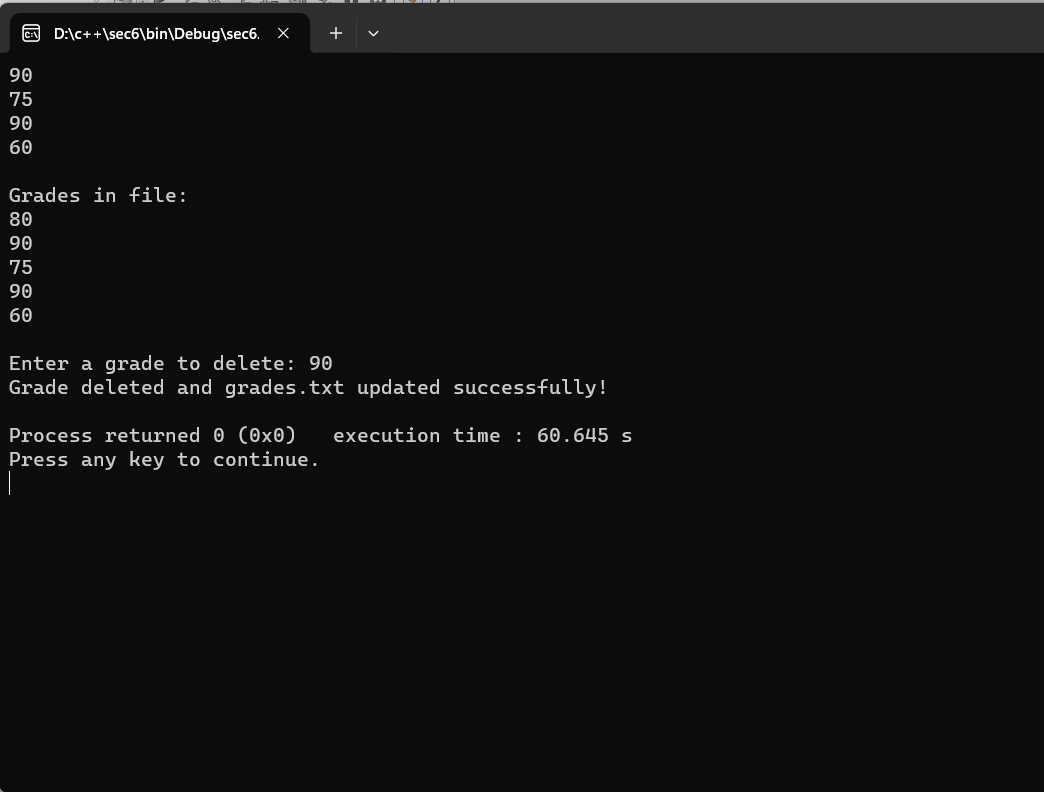 D:\c++\sec6\bin\Debug\sec6.
90
75
90
60
Grades in file:
80
90
75
90
60
Enter a grade to delete: 90
Grade deleted and grades.txt updated successfully!
Process returned 0 (0x0)   execution time : 60.645 s
Press any key to continue.